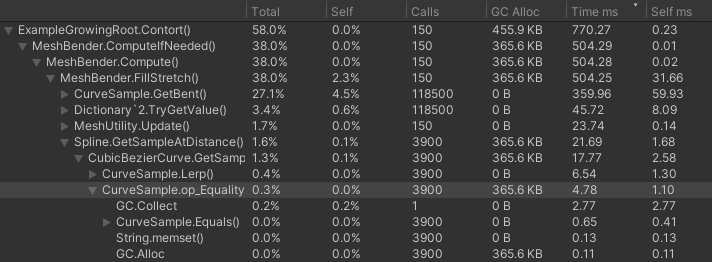 Total Self Calls GC Alloc Time ms Self ms
ExampleGrowingRoot.Contort() 58.0% 0.0% 150 455.9 KB 770.27 0.23
MeshBender.ComputeIfNeeded() 38.0% 0.0% 150 365.6 KB 504.29 0.01
MeshBender.Compute() 38.0% 0.0% 150 365.6 KB 504.28 0.02
MeshBender.FillStretch() 38.0% 2.3% 150 365.6 KB 504.25 31.66
CurveSample.GetBent() 27.1% 4.5% 118500 0 B 359.96 59.93
Dictionary`2.TryGetValue() 3.4% 0.6% 118500 0 B 45.72 8.09
MeshUtility.Update() 1.7% 0.0% 150 0 B 23.74 0.14
Spline.GetSampleAtDistance() 1.6% 0.1% 3900 365.6 KB 21.69 1.68
CubicBezierCurve.GetSamp 1.3% 0.1% 3900 365.6 KB 17.77 2.58
CurveSample.Lerp() 0.4% 0.0% 3900 0 B 6.54 1.30
CurveSample.op_Equality 0.3% 0.0% 3900 365.6 KB 4.78 1.10
GC.Collect 0.2% 0.2% 1 0 B 2.77 2.77
CurveSample.Equals() 0.0% 0.0% 3900 0 B 0.65 0.41
String.memset() 0.0% 0.0% 3900 0 B 0.13 0.13
GC.Alloc 0.0% 0.0% 3900 365.6 KB 0.11 0.11